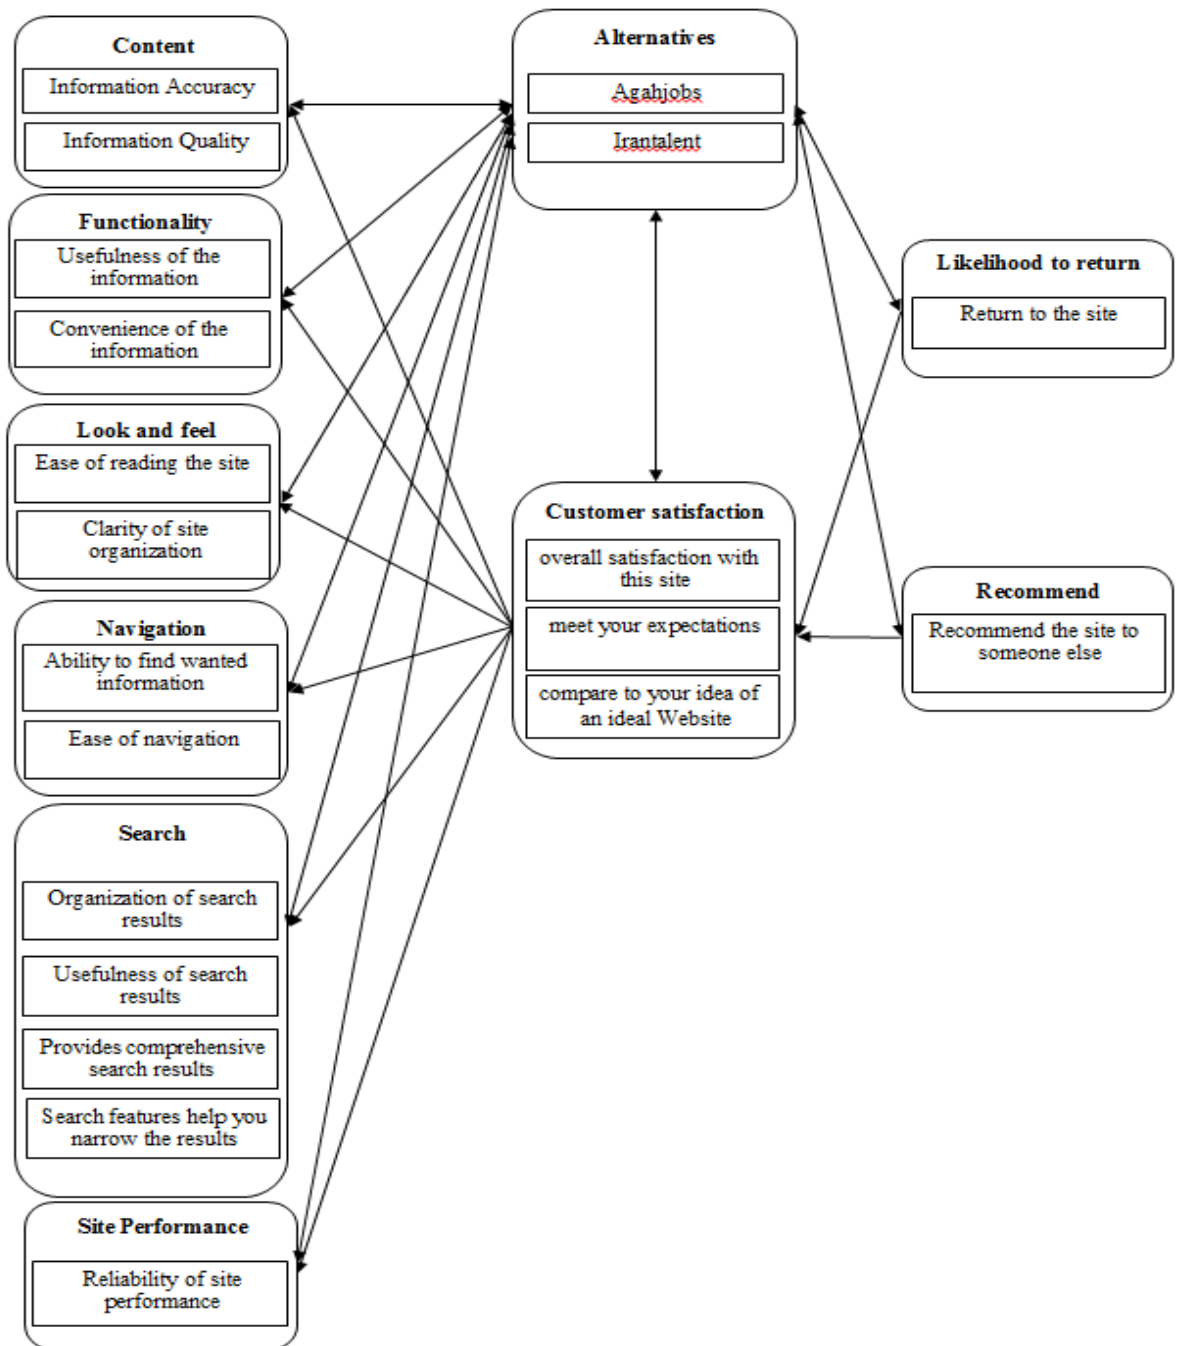 Content
Information Accuracy
Information Quality
Functionality
Usefulness of the
information
Convenience of the
information
Look and feel
Ease of reading the site
Clarity of site
organization
Navigation
Ability to find wanted
information
Ease of navigation
Search
Organization of search
results
Usefulness of search
results
Provides comprehensive
search results
Search features help you
narrow the results
Site Performance
Reliability of site
performance
Alternatives
Agahjobs
Irantalent
Customer satisfaction
overall satisfaction with
this site
meet your expectations
compare to your idea of
an ideal Website
Likelihood to return
Return to the site
Recommend
Recommend the site to
someone else